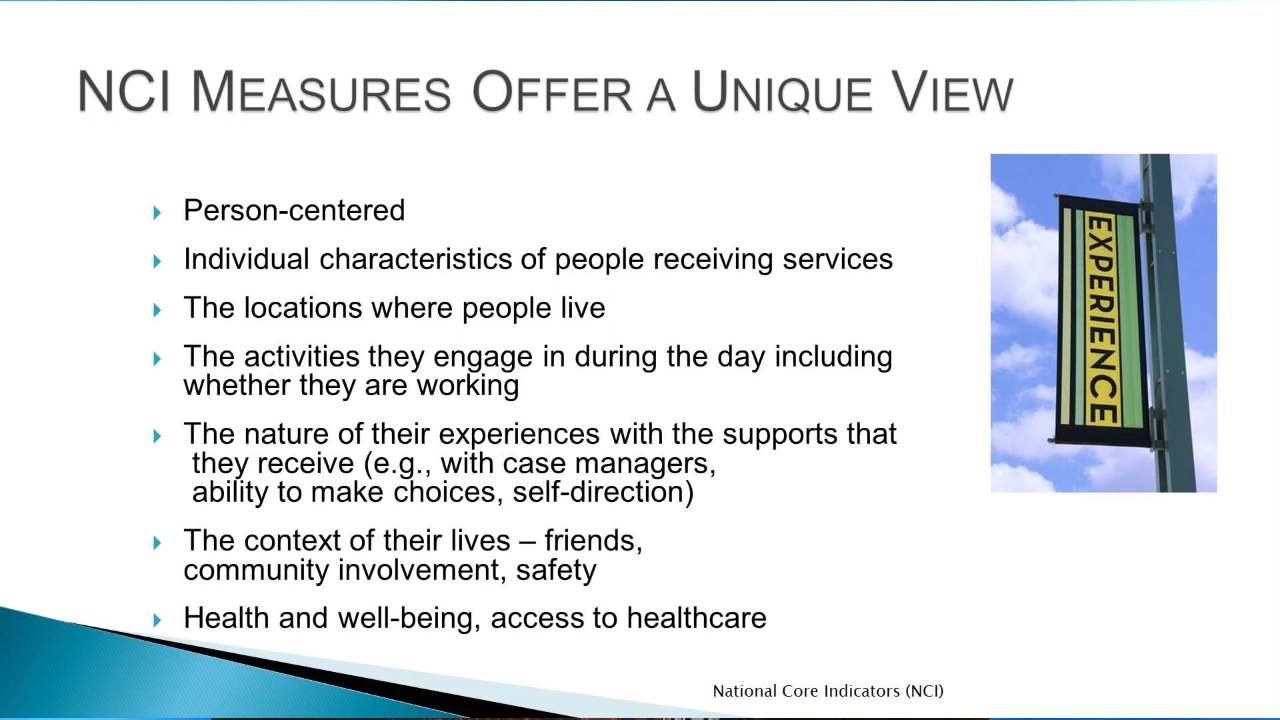 NCI MEASURES OFFER A UNIQUE VIEW
Person-centered
Individual characteristics of people receiving services
The locations where people live
The activities they engage in during the day including
whether they are working
The nature of their experiences with the supports that
they receive (e.g., with case managers,
ability to make choices, self-direction)
The context of their lives – friends,
community involvement, safety
Health and well-being, access to healthcare
EXPERIENCE
National Core Indicators (NCI)